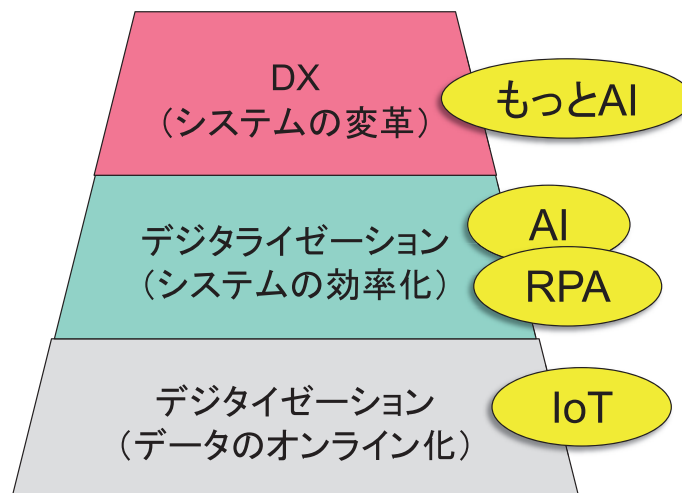 DX
（システムの変革）
もっとAI
デジタライゼーション
（システムの効率化）
AI
RPA
デジタイゼーション
（データのオンライン化）
IoT